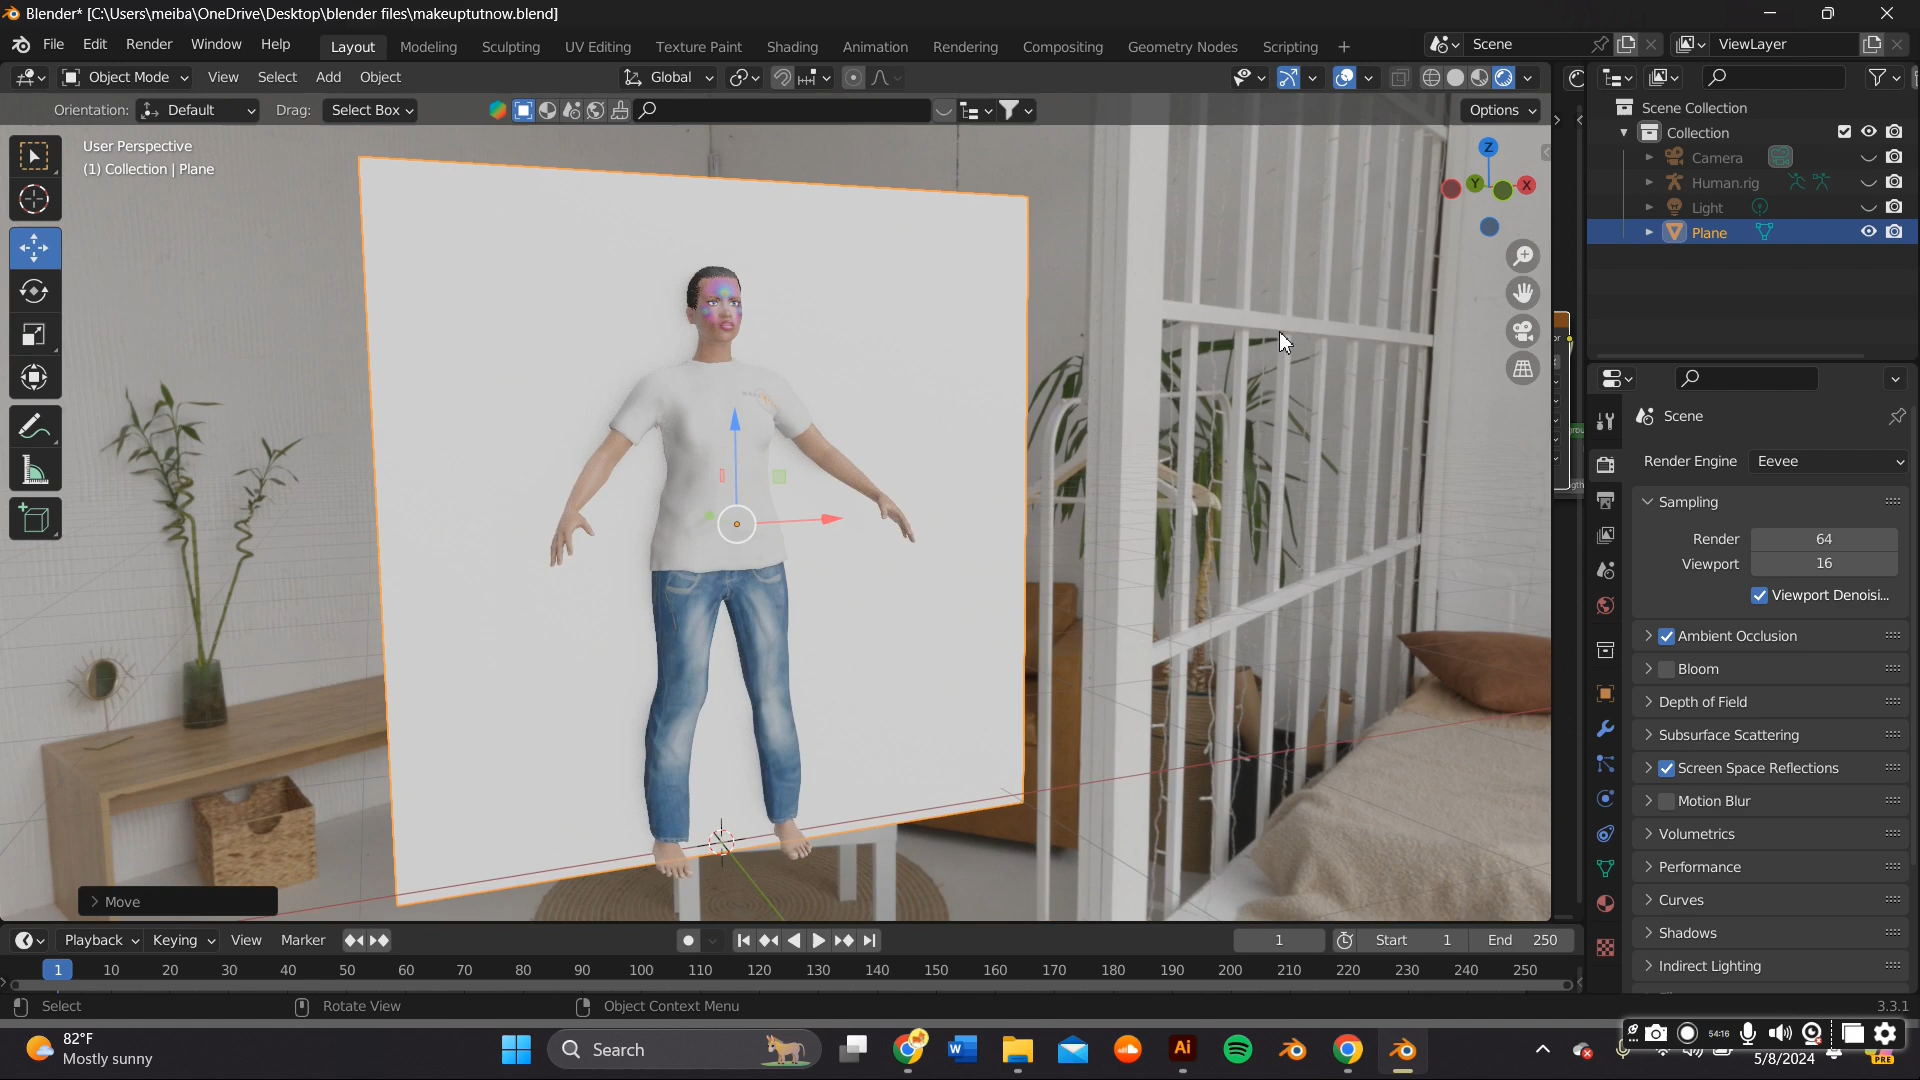 Blender* [C:\Users\meiba\OneDrive\Desktop\blender files\makeuptutnow.blend]
File Edit Render Window Help Layout Modeling Sculpting UV Editing Texture Paint Shading Animation Rendering Compositing Geometry Nodes Scripting + Scene ViewLayer
Object Mode View Select Add Object Global
Orientation: Default Drag: Select Box Options
User Perspective
(1) Collection | Plane
Z
Y
X
Scene Collection
Collection
Camera
Human.rig
Light
Plane
Scene
Render Engine Eevee
Sampling
Render 64
Viewport 16
Viewport Denoisi...
Ambient Occlusion
Bloom
Depth of Field
Subsurface Scattering
Screen Space Reflections
Motion Blur
Volumetrics
Performance
Curves
Shadows
Indirect Lighting
Move
Playback Keying View Marker 1 Start 1 End 250
1 10 20 30 40 50 60 70 80 90 100 110 120 130 140 150 160 170 180 190 200 210 220 230 240 250
Select Rotate View Object Context Menu 3.3.1
82°F
Mostly sunny
Search
Ai
54:16
5/8/2024
PRE